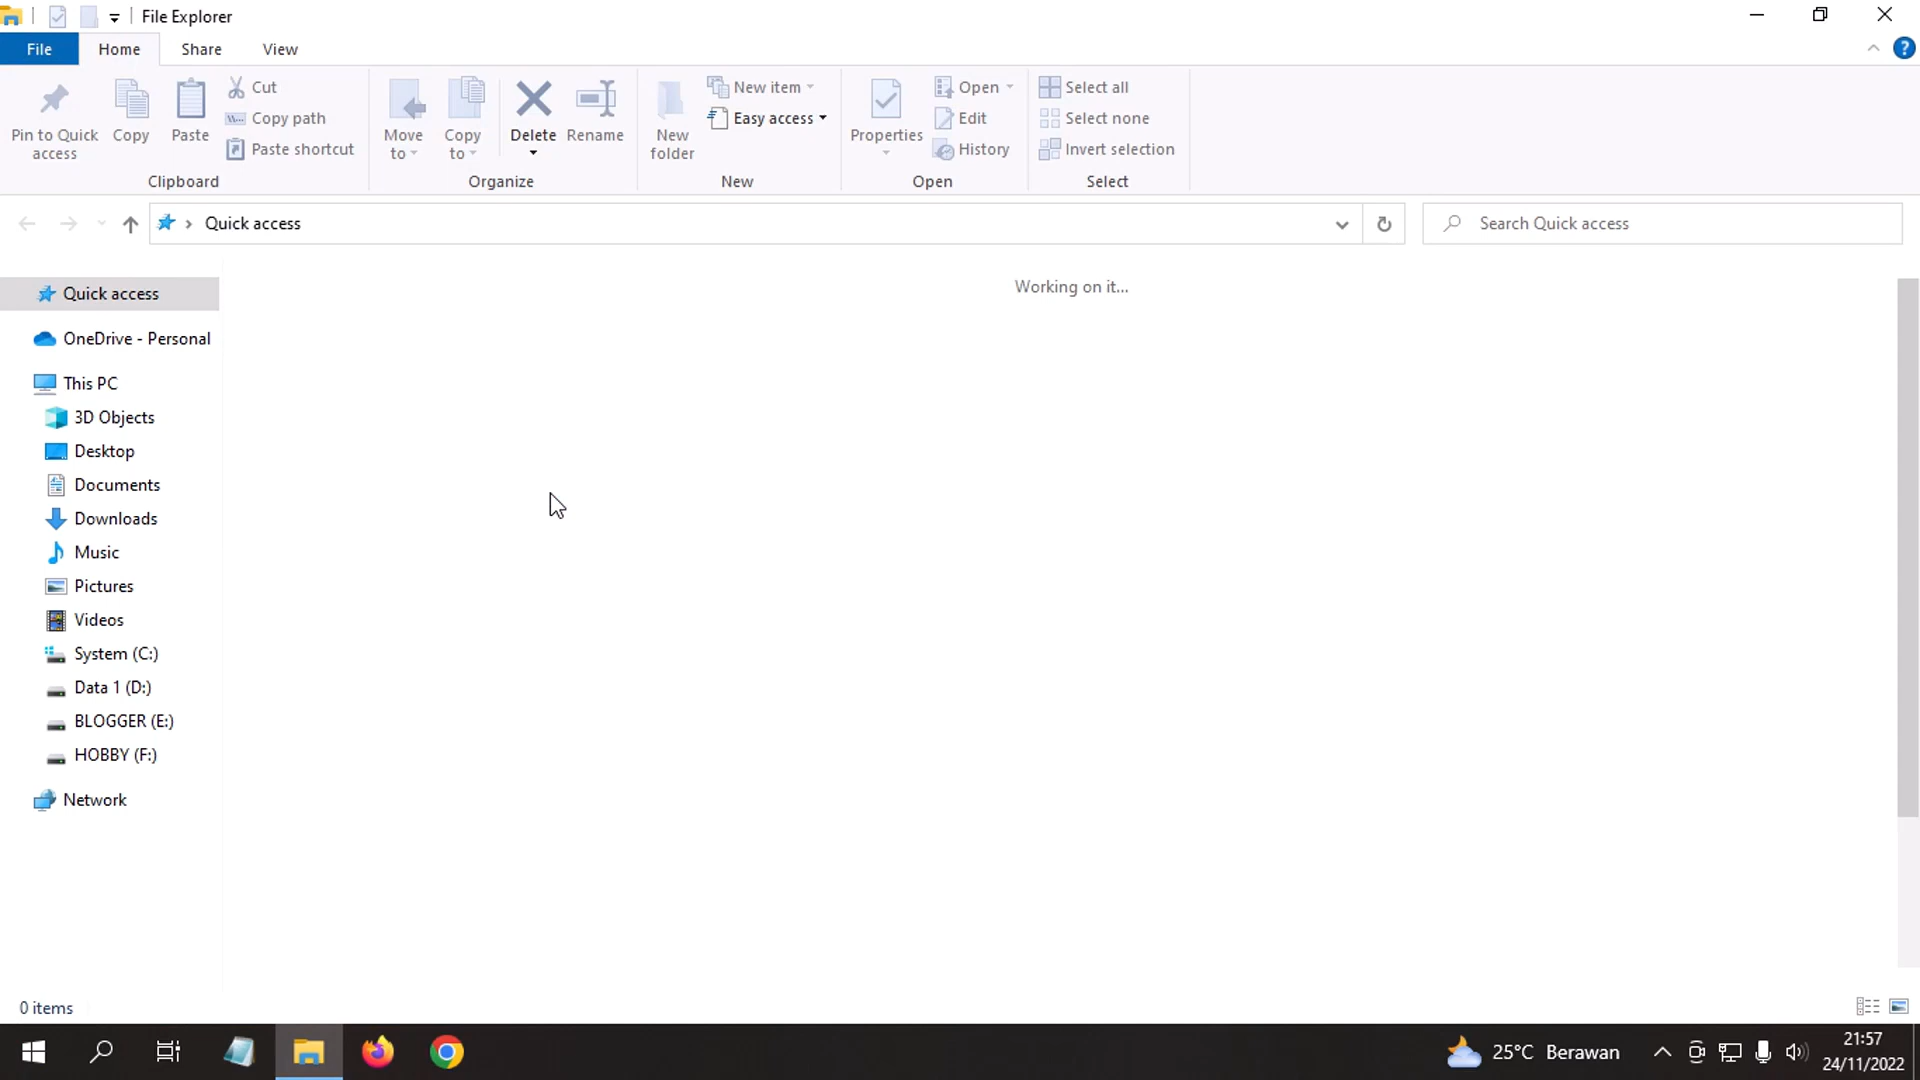 File Explorer
File Home Share View
Pin to Quick access
Copy
Paste
Cut
Copy path
Paste shortcut
Clipboard
Move to
Copy to
Delete
Rename
Organize
New folder
New item
Easy access
New
Properties
Open
Edit
History
Open
Select all
Select none
Invert selection
Select
Quick access
Search Quick access
Working on it...
Quick access
OneDrive - Personal
This PC
3D Objects
Desktop
Documents
Downloads
Music
Pictures
Videos
System (C:)
Data 1 (D:)
BLOGGER (E:)
HOBBY (F:)
Network
0 items
25°C Berawan
21:57
24/11/2022